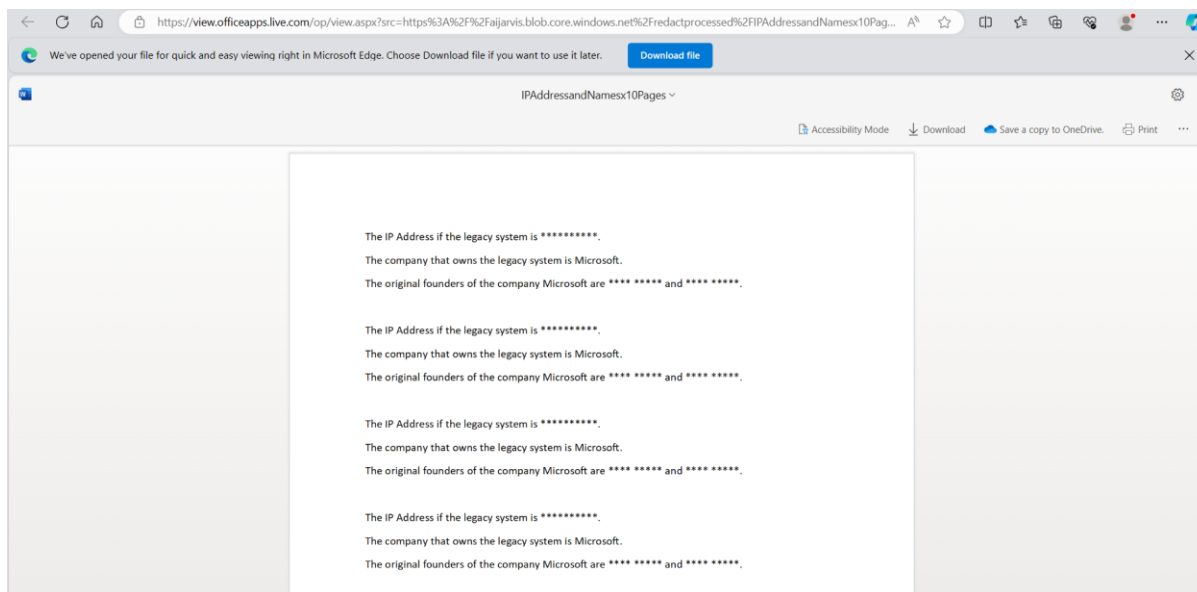 https://view.officeapps.live.com/op/view.aspx?src=https%3A%2F%2Faijarvis.blob.core.windows.net%2Fredactprocessed%2FIPAddressandNamesx10Pag...
We've opened your file for quick and easy viewing right in Microsoft Edge. Choose Download file if you want to use it later. Download file
IPAddressandNamesx10Pages
Accessibility Mode Download Save a copy to OneDrive. Print ...
The IP Address if the legacy system is **********.
The company that owns the legacy system is Microsoft.
The original founders of the company Microsoft are **** ***** and **** *****.
The IP Address if the legacy system is **********.
The company that owns the legacy system is Microsoft.
The original founders of the company Microsoft are **** ***** and **** *****.
The IP Address if the legacy system is **********.
The company that owns the legacy system is Microsoft.
The original founders of the company Microsoft are **** ***** and **** *****.
The IP Address if the legacy system is **********.
The company that owns the legacy system is Microsoft.
The original founders of the company Microsoft are **** ***** and **** *****.